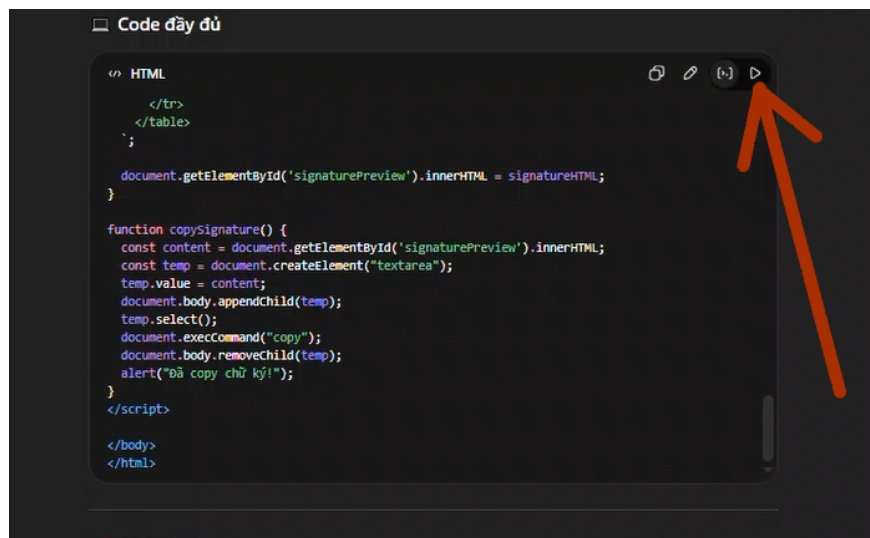 Code đầy đủ
HTML
</tr>
</table>
`;
document.getElementById('signaturePreview').innerHTML = signatureHTML;
}
function copySignature() {
const content = document.getElementById('signaturePreview').innerHTML;
const temp = document.createElement("textarea");
temp.value = content;
document.body.appendChild(temp);
temp.select();
document.execCommand("copy");
document.body.removeChild(temp);
alert("Đã copy chữ ký!");
}
</script>
</body>
</html>